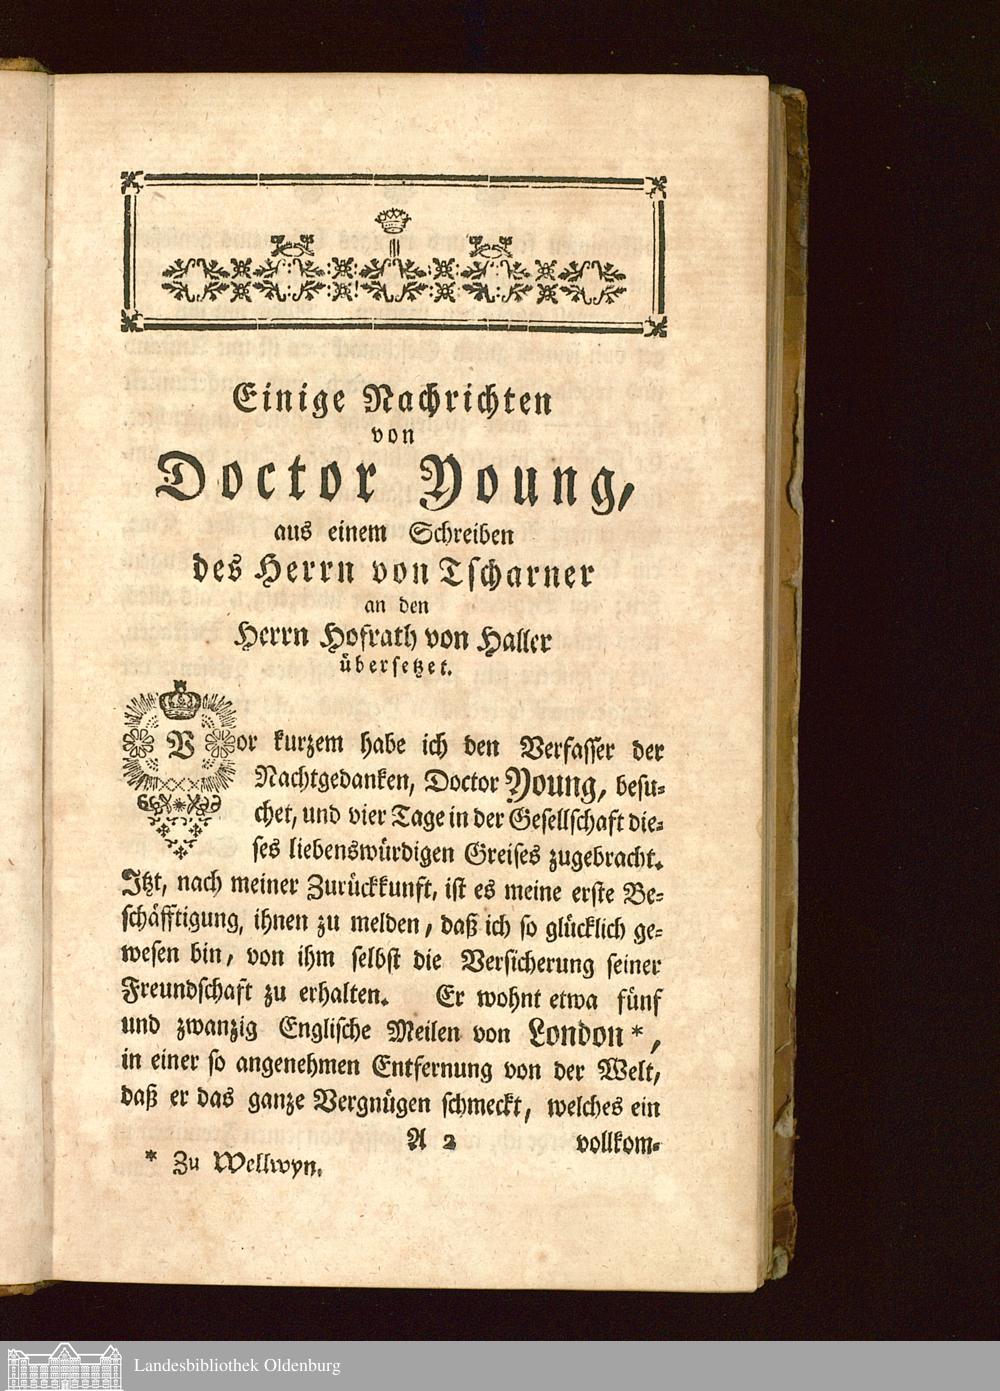 Einige Nachrichten
von
Doctor Young,
aus einem Schreiben
des Herrn von Tscharner
an den
Herrn Hofrath von Haller
übersetzet.
Vor kurzem habe ich den Verfasser der
Nachtgedanken, Doctor Young, besu-
chet, und vier Tage in der Gesellschaft die-
ses liebenswürdigen Greises zugebracht.
Itzt, nach meiner Zurückkunft, ist es meine erste Be-
schäfftigung, ihnen zu melden, daß ich so glücklich ge-
wesen bin, von ihm selbst die Versicherung seiner
Freundschaft zu erhalten. Er wohnt etwa fünf
und zwanzig Englische Meilen von London *,
in einer so angenehmen Entfernung von der Welt,
daß er das ganze Vergnügen schmeckt, welches ein
A 2 vollkom-
* Zu Wellwyn.
Landesbibliothek Oldenburg